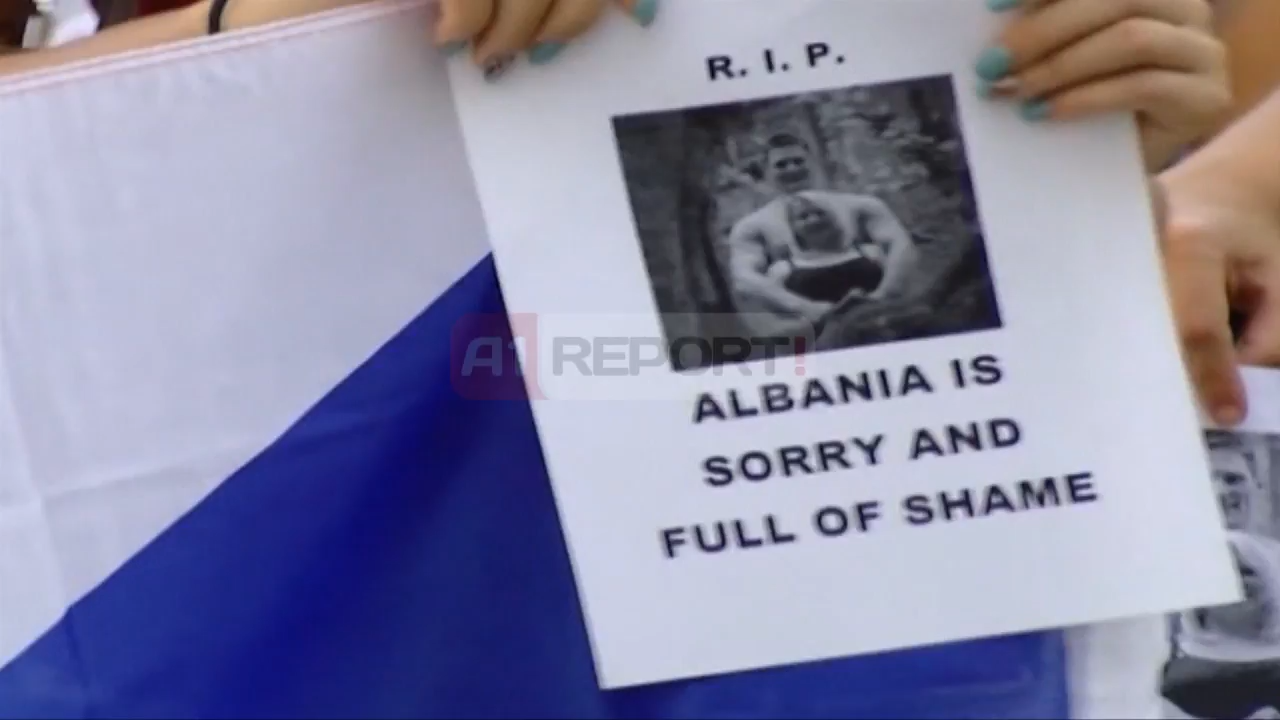 R. I. P.
A1 REPORT!
ALBANIA IS
SORRY AND
FULL OF SHAME